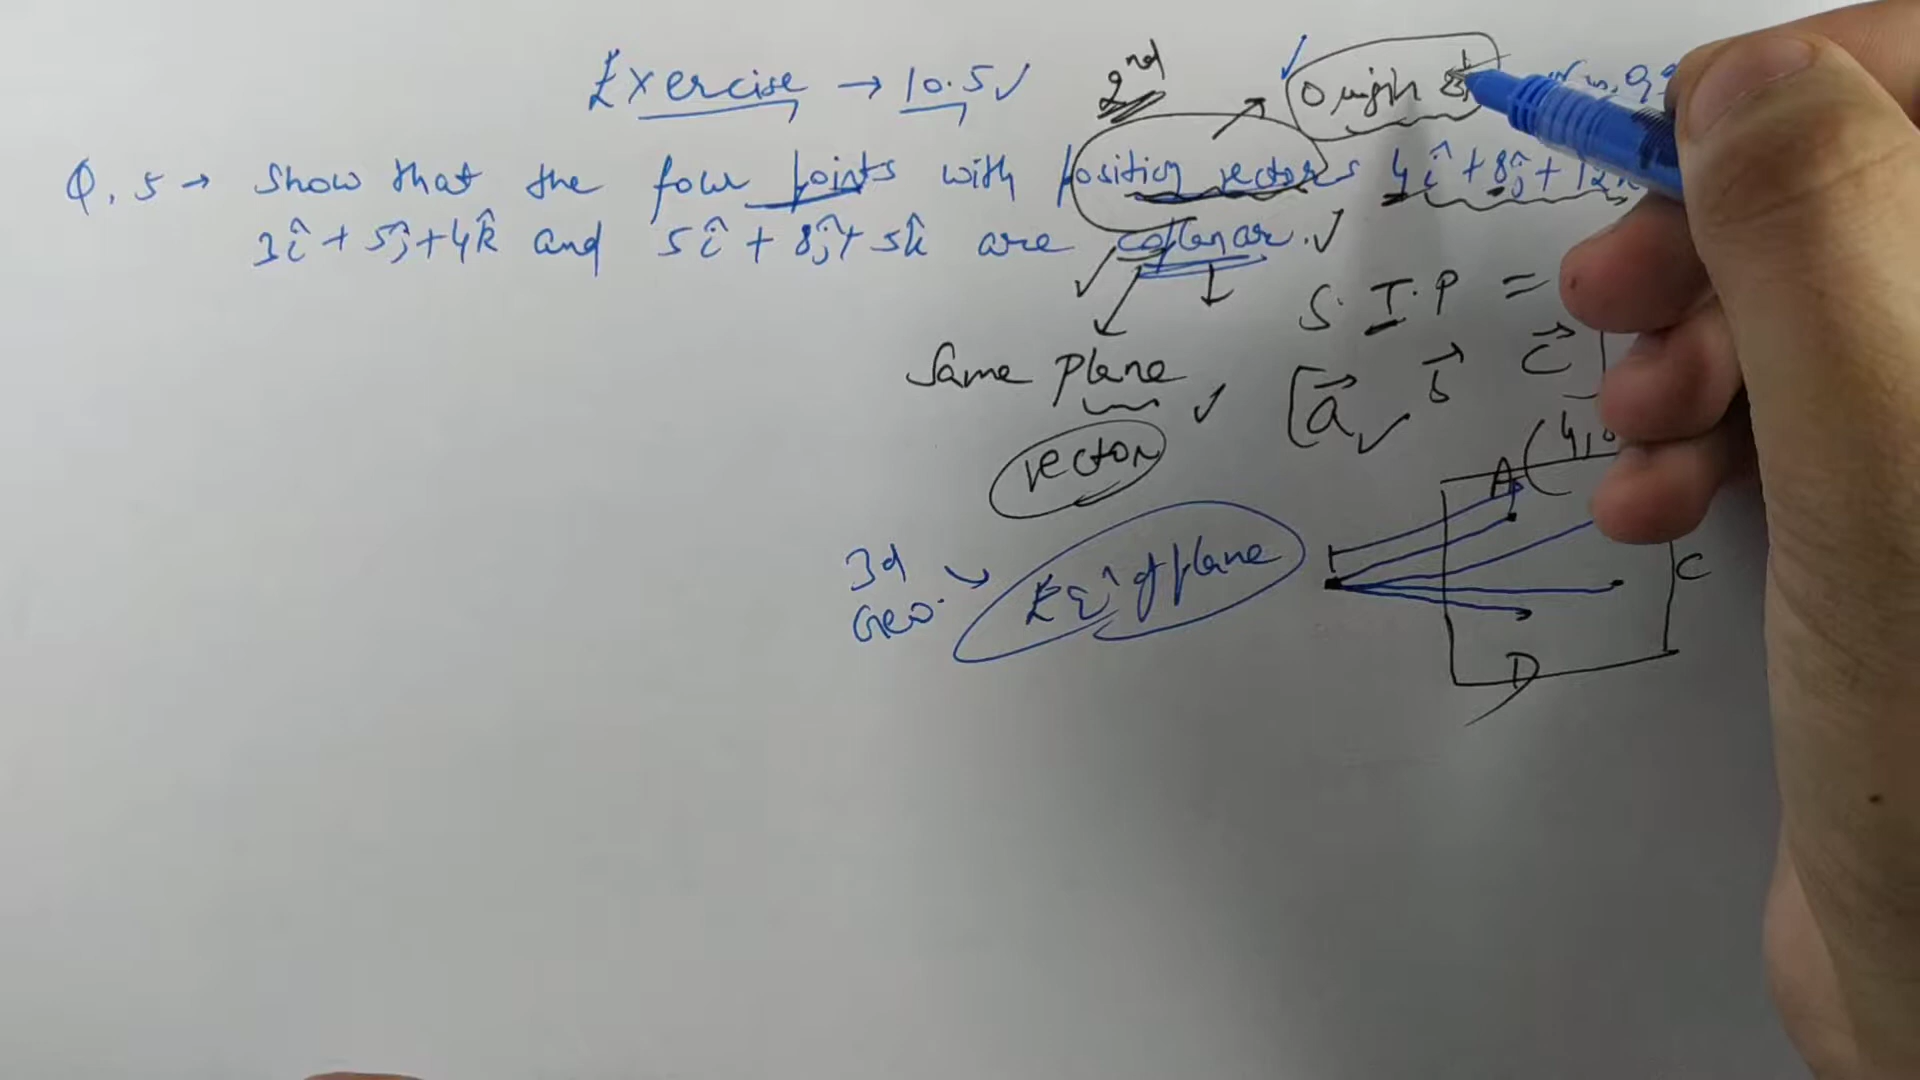 Exercise → 10.5 ✓
2nd
Origin
Q. 5 → Show that the four points with position vectors 4î + 8ĵ + 12k̂
3î + 5ĵ + 4k̂ and 5î + 8ĵ + 5k̂ are coplanar. ✓
S.T.P =
Same plane ✓
[a⃗ b⃗ c⃗]
vector
(4,
A
3d
Geo.
Eqⁿ of plane
C
D